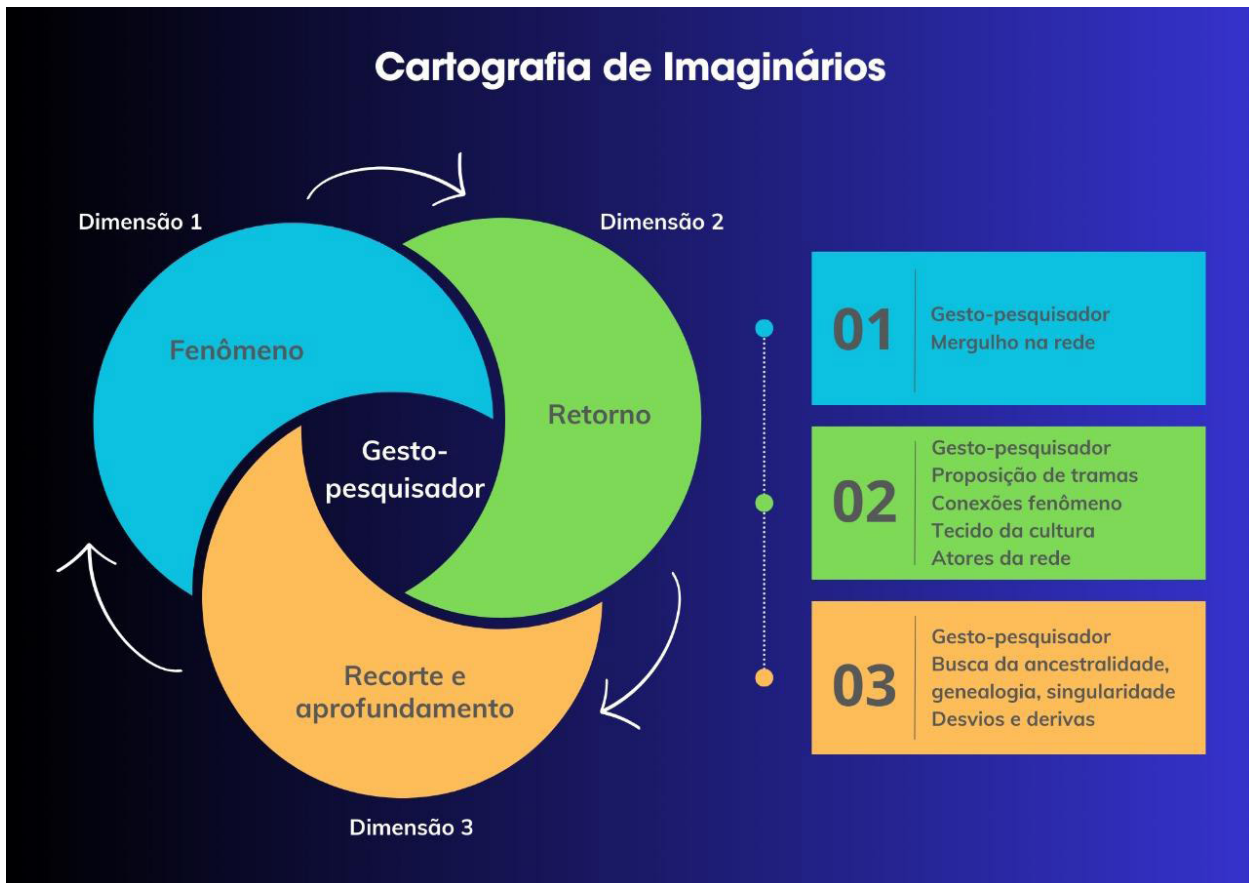 Cartografia de Imaginários
Dimensão 1
Dimensão 2
Fenômeno
Retorno
Gesto-
pesquisador
Recorte e
aprofundamento
Dimensão 3
01
Gesto-pesquisador
Mergulho na rede
02
Gesto-pesquisador
Proposição de tramas
Conexões fenômeno
Tecido da cultura
Atores da rede
03
Gesto-pesquisador
Busca da ancestralidade,
genealogia, singularidade
Desvios e derivas